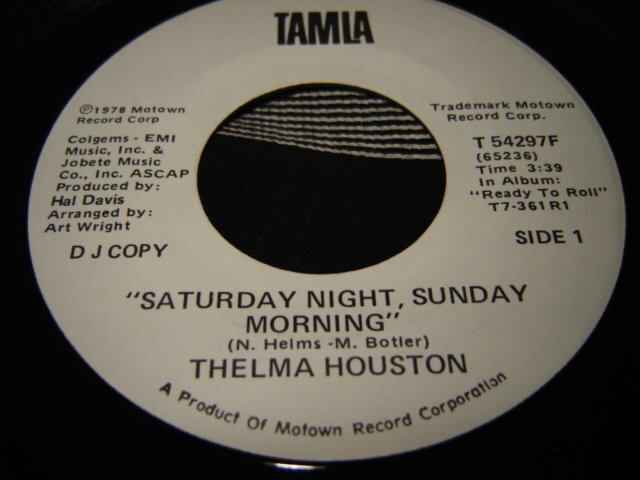 TAMLA
℗1978 Motown
Record Corp
Colgems - EMI
Music, Inc. &
Jobete Music
Co., Inc. ASCAP
Produced by:
Hal Davis
Arranged by:
Art Wright
D J COPY
Trademark Motown
Record Corp.
T 54297F
(65236)
Time 3:39
In Album:
"Ready To Roll"
T7-361 R1
SIDE 1
"SATURDAY NIGHT, SUNDAY
MORNING"
(N. Helms -M. Botler)
THELMA HOUSTON
A Product Of Motown Record Corporation